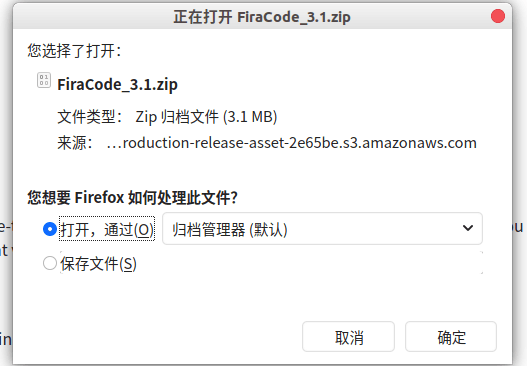 正在打开 FiraCode_3.1.zip
您选择了打开：
FiraCode_3.1.zip
文件类型： Zip 归档文件 (3.1 MB)
来源： …roduction-release-asset-2e65be.s3.amazonaws.com
您想要 Firefox 如何处理此文件？
打开，通过(O) 归档管理器 (默认)
保存文件(S)
取消 确定